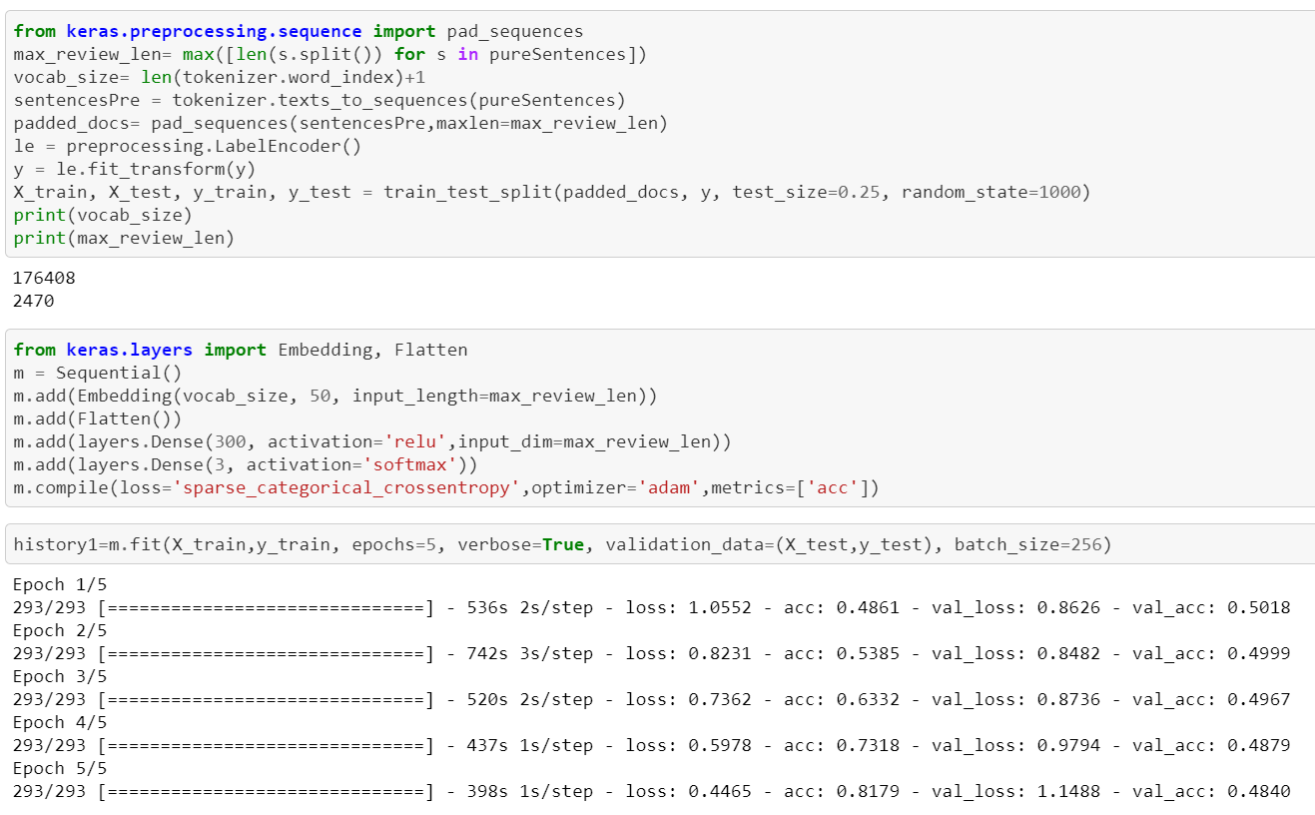 from keras.preprocessing.sequence import pad_sequences
max_review_len= max([len(s.split()) for s in pureSentences])
vocab_size= len(tokenizer.word_index)+1
sentencesPre = tokenizer.texts_to_sequences(pureSentences)
padded_docs= pad_sequences(sentencesPre,maxlen=max_review_len)
le = preprocessing.LabelEncoder()
y = le.fit_transform(y)
X_train, X_test, y_train, y_test = train_test_split(padded_docs, y, test_size=0.25, random_state=1000)
print(vocab_size)
print(max_review_len)
176408
2470
from keras.layers import Embedding, Flatten
m = Sequential()
m.add(Embedding(vocab_size, 50, input_length=max_review_len))
m.add(Flatten())
m.add(layers.Dense(300, activation='relu',input_dim=max_review_len))
m.add(layers.Dense(3, activation='softmax'))
m.compile(loss='sparse_categorical_crossentropy',optimizer='adam',metrics=['acc'])
history1=m.fit(X_train,y_train, epochs=5, verbose=True, validation_data=(X_test,y_test), batch_size=256)
Epoch 1/5
293/293 [==============================] - 536s 2s/step - loss: 1.0552 - acc: 0.4861 - val_loss: 0.8626 - val_acc: 0.5018
Epoch 2/5
293/293 [==============================] - 742s 3s/step - loss: 0.8231 - acc: 0.5385 - val_loss: 0.8482 - val_acc: 0.4999
Epoch 3/5
293/293 [==============================] - 520s 2s/step - loss: 0.7362 - acc: 0.6332 - val_loss: 0.8736 - val_acc: 0.4967
Epoch 4/5
293/293 [==============================] - 437s 1s/step - loss: 0.5978 - acc: 0.7318 - val_loss: 0.9794 - val_acc: 0.4879
Epoch 5/5
293/293 [==============================] - 398s 1s/step - loss: 0.4465 - acc: 0.8179 - val_loss: 1.1488 - val_acc: 0.4840